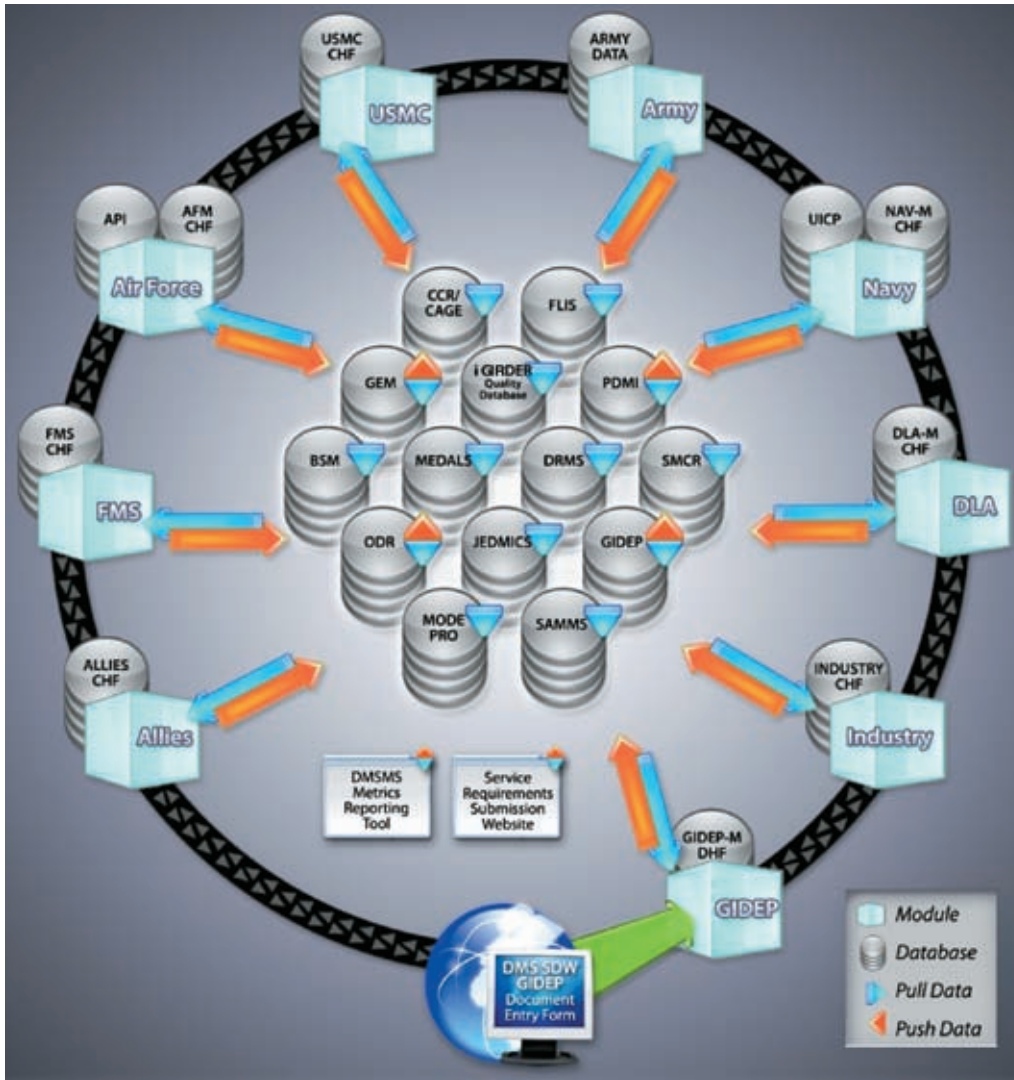 USMC
CHF
USMC
ARMY
DATA
Army
API
AFM
CHF
Air Force
UICP
NAV-M
CHF
Navy
CCR/
CAGE
FLIS
GEM
iGIRDER
Quality
Database
PDMI
FMS
CHF
FMS
BSM
MEDALS
DRMS
SMCR
DLA-M
CHF
DLA
ODR
JEDMICS
GIDEP
MODE
PRO
SAMMS
ALLIES
CHF
Allies
INDUSTRY
CHF
Industry
DMSMS
Metrics
Reporting
Tool
Service
Requirements
Submission
Website
GIDEP-M
DHF
GIDEP
DMS SDW
GIDEP
Document
Entry Form
Module
Database
Pull Data
Push Data